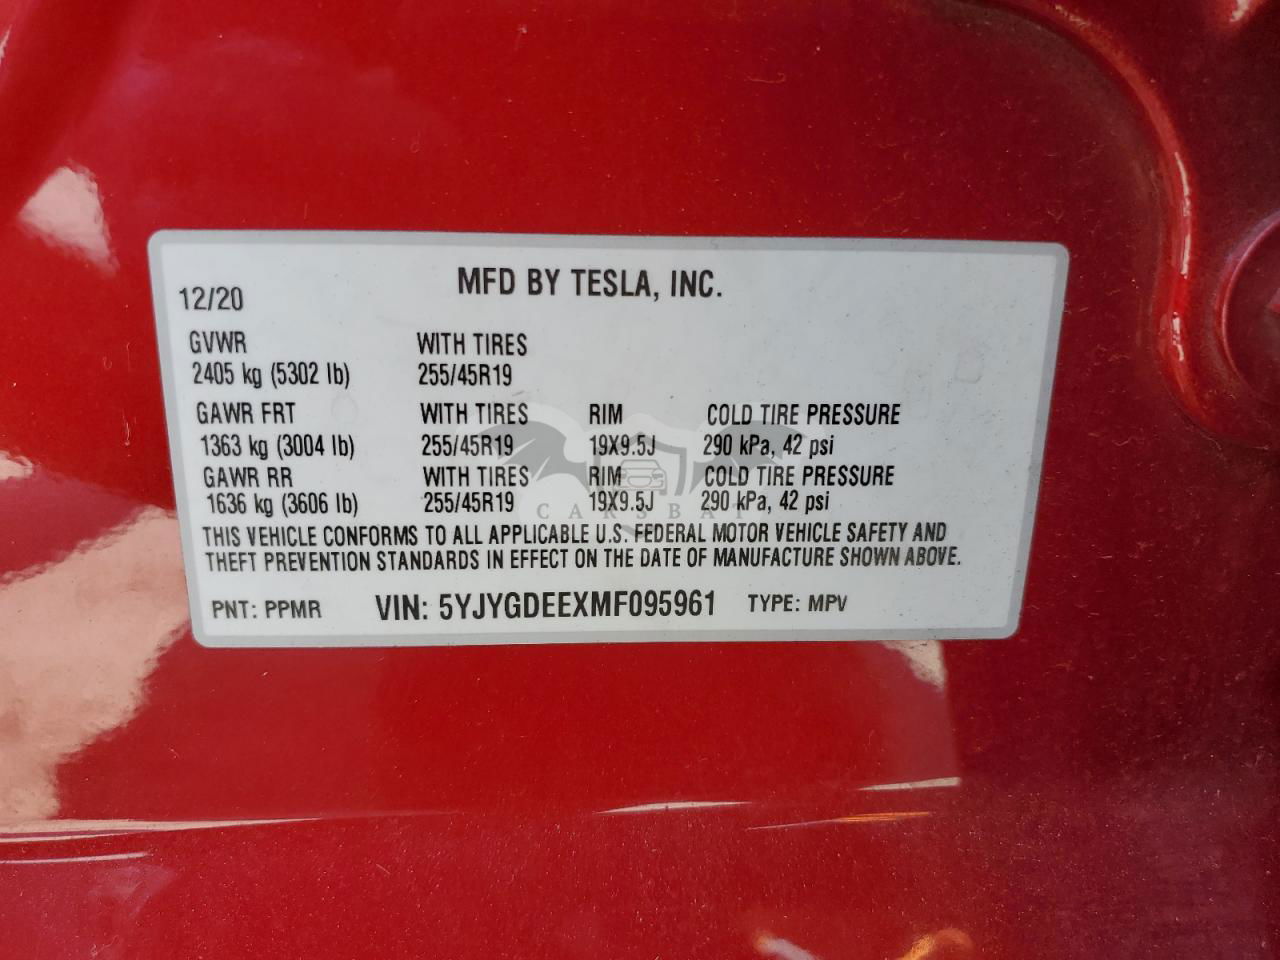 MFD BY TESLA, INC.
12/20
GVWR WITH TIRES
2405 kg (5302 lb) 255/45R19
GAWR FRT WITH TIRES RIM COLD TIRE PRESSURE
1363 kg (3004 lb) 255/45R19 19X9.5J 290 kPa, 42 psi
GAWR RR WITH TIRES RIM COLD TIRE PRESSURE
1636 kg (3606 lb) 255/45R19 19X9.5J 290 kPa, 42 psi
CARSBAT
THIS VEHICLE CONFORMS TO ALL APPLICABLE U.S. FEDERAL MOTOR VEHICLE SAFETY AND
THEFT PREVENTION STANDARDS IN EFFECT ON THE DATE OF MANUFACTURE SHOWN ABOVE.
PNT: PPMR VIN: 5YJYGDEEXMF095961 TYPE: MPV